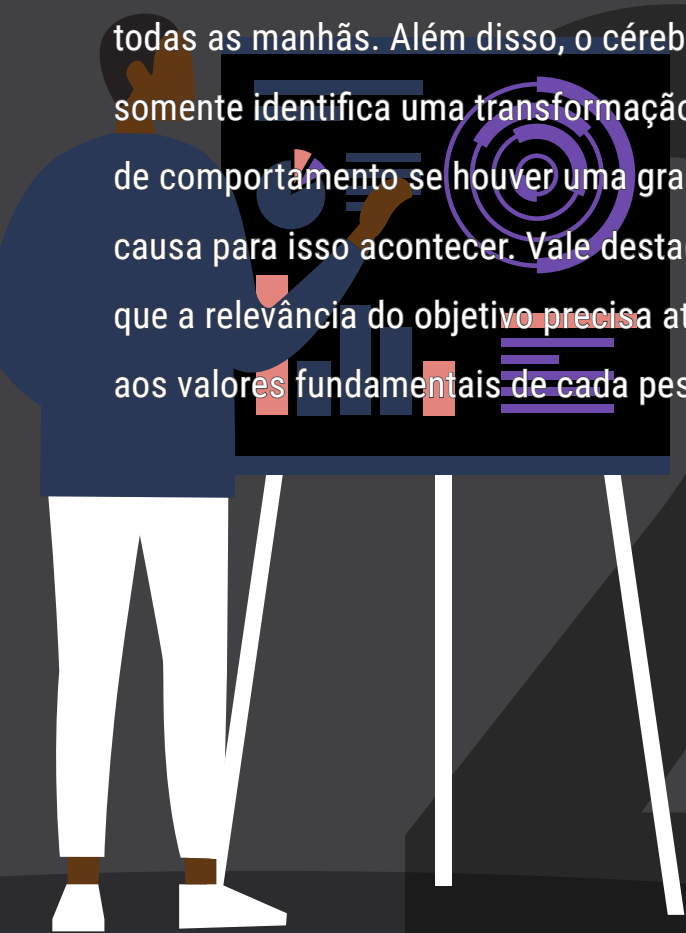 todas as manhãs. Além disso, o céreb
somente identifica uma transformação
de comportamento se houver uma gra
causa para isso acontecer. Vale desta
que a relevância do objetivo precisa at
aos valores fundamentais de cada pes